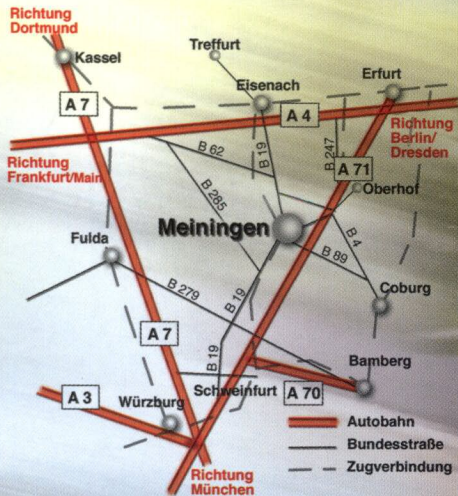 Richtung
Dortmund
Kassel
Treffurt
Eisenach
Erfurt
A 7
A 4
Richtung
Frankfurt/Main
Richtung
Berlin/
Dresden
B 62
B 19
B 247
A 71
B 285
Oberhof
Meiningen
B 4
Fulda
B 89
B 279
B 19
Coburg
A 7
B 19
Bamberg
A 3
Würzburg
Schweinfurt
A 70
Autobahn
Bundesstraße
Zugverbindung
Richtung
München